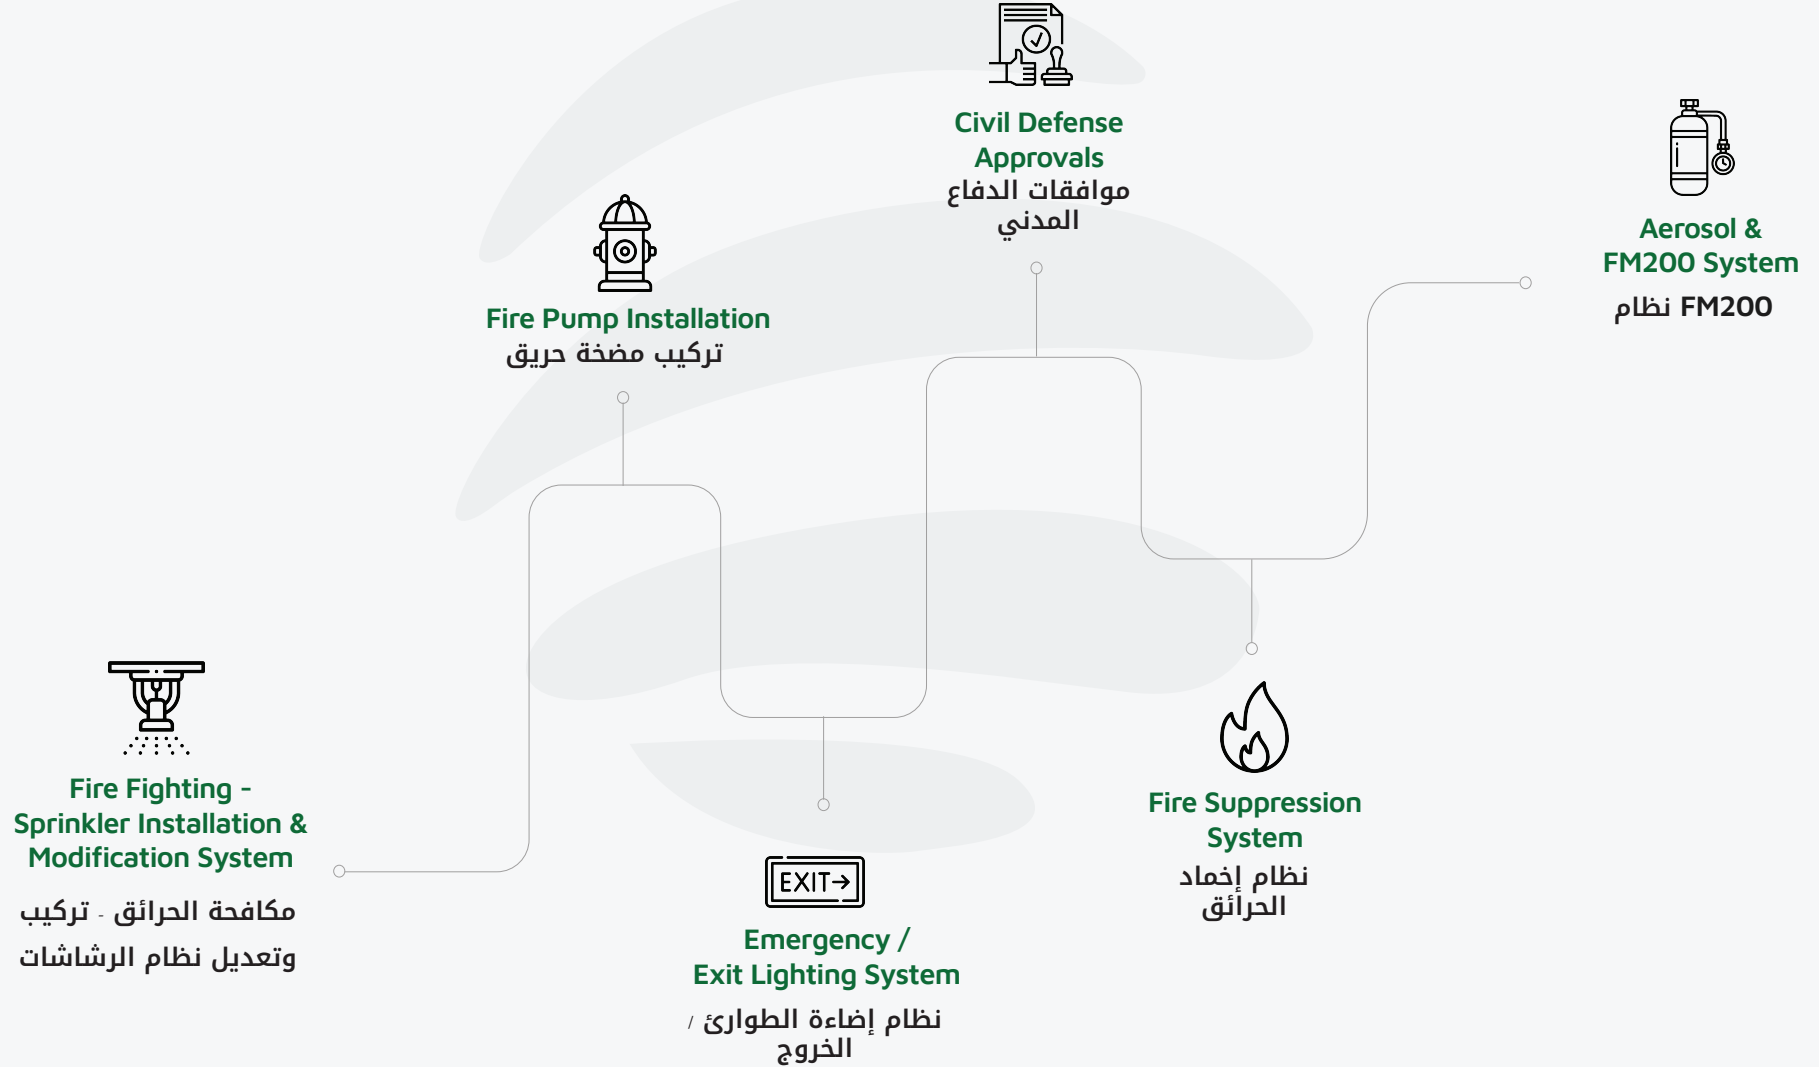 Civil Defense
Approvals
موافقات الدفاع
المدني
Aerosol &
FM200 System
نظام FM200
Fire Pump Installation
تركيب مضخة حريق
Fire Fighting -
Sprinkler Installation &
Modification System
مكافحة الحرائق - تركيب
وتعديل نظام الرشاشات
EXIT→
Emergency /
Exit Lighting System
نظام إضاءة الطوارئ /
الخروج
Fire Suppression
System
نظام إخماد
الحرائق